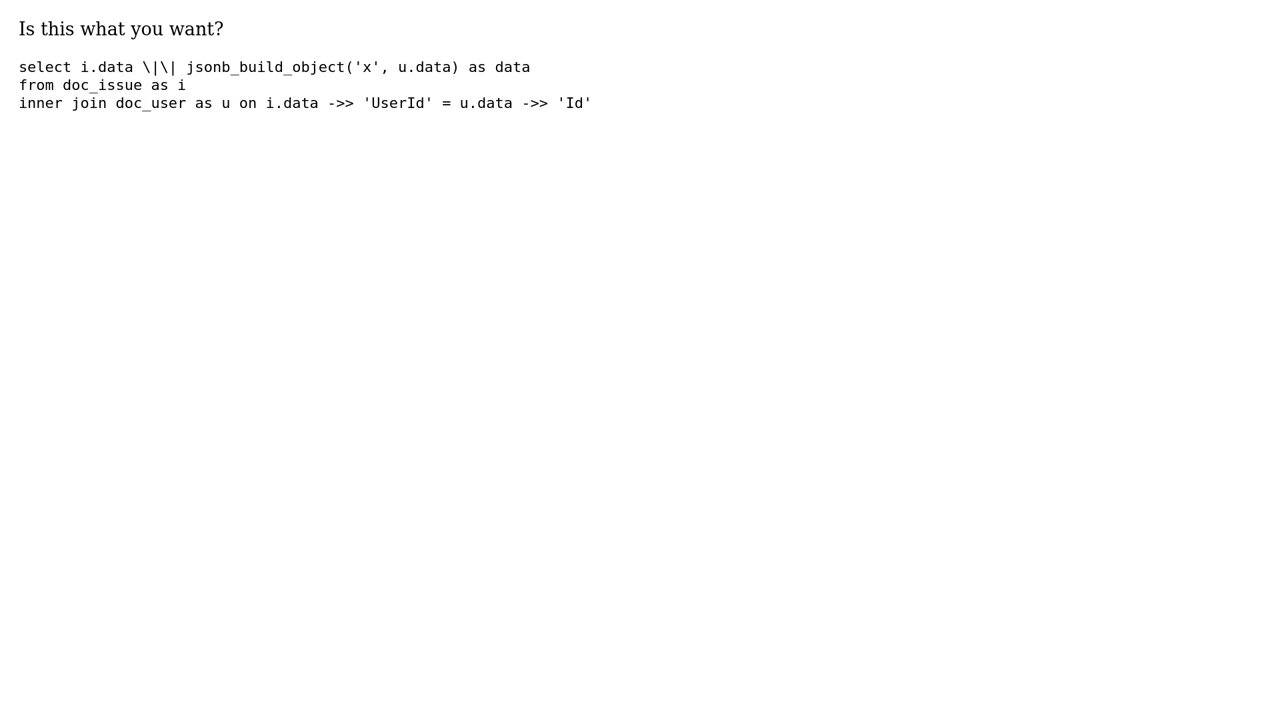 Is this what you want?
select i.data \|\| jsonb_build_object('x', u.data) as data
from doc_issue as i
inner join doc_user as u on i.data ->> 'UserId' = u.data ->> 'Id'